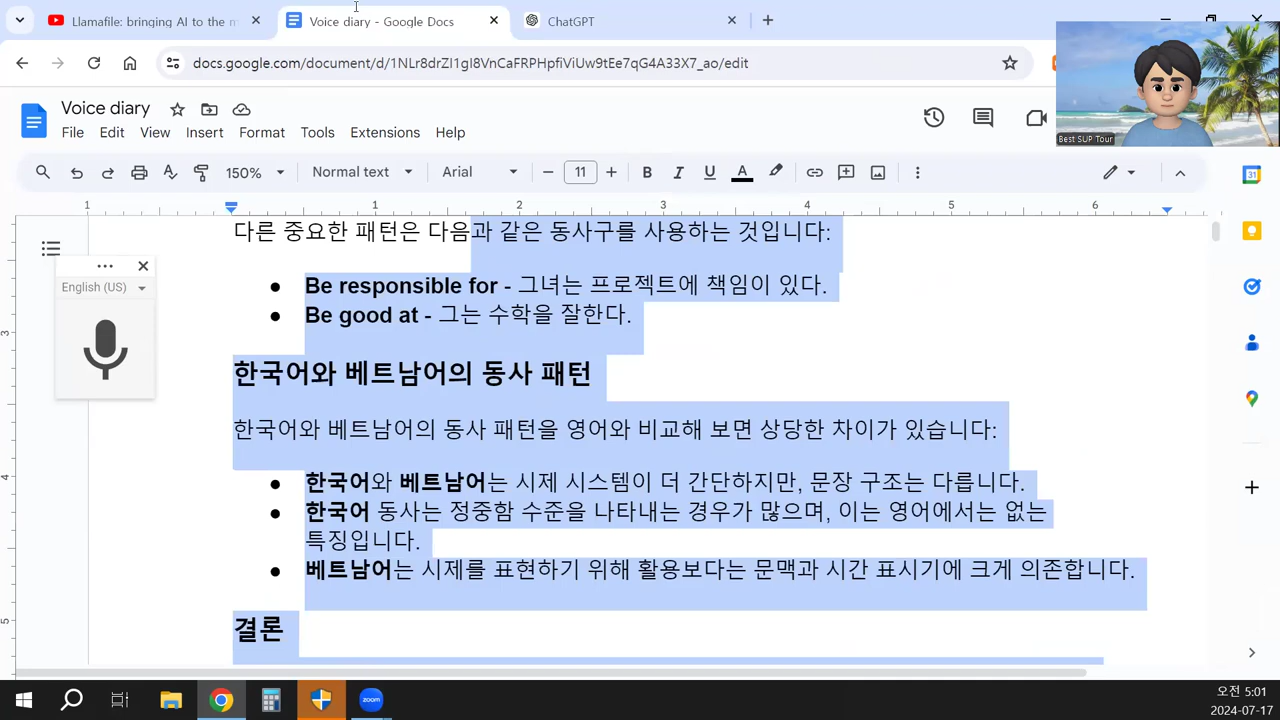 Llamafile: bringing AI to the m
Voice diary - Google Docs
ChatGPT
docs.google.com/document/d/1NLr8drZI1gI8VnCaFRPHpfiViUw9tEe7qG4A33X7_ao/edit
Voice diary
File Edit View Insert Format Tools Extensions Help
150% Normal text Arial 11 B I U A
1 1 2 3 4 5 6
Best SUP Tour
31
English (US)
다른 중요한 패턴은 다음과 같은 동사구를 사용하는 것입니다:
● Be responsible for - 그녀는 프로젝트에 책임이 있다.
● Be good at - 그는 수학을 잘한다.
3
한국어와 베트남어의 동사 패턴
한국어와 베트남어의 동사 패턴을 영어와 비교해 보면 상당한 차이가 있습니다:
4
● 한국어와 베트남어는 시제 시스템이 더 간단하지만, 문장 구조는 다릅니다.
● 한국어 동사는 정중함 수준을 나타내는 경우가 많으며, 이는 영어에서는 없는
특징입니다.
● 베트남어는 시제를 표현하기 위해 활용보다는 문맥과 시간 표시기에 크게 의존합니다.
5
결론
zoom
오전 5:01
2024-07-17